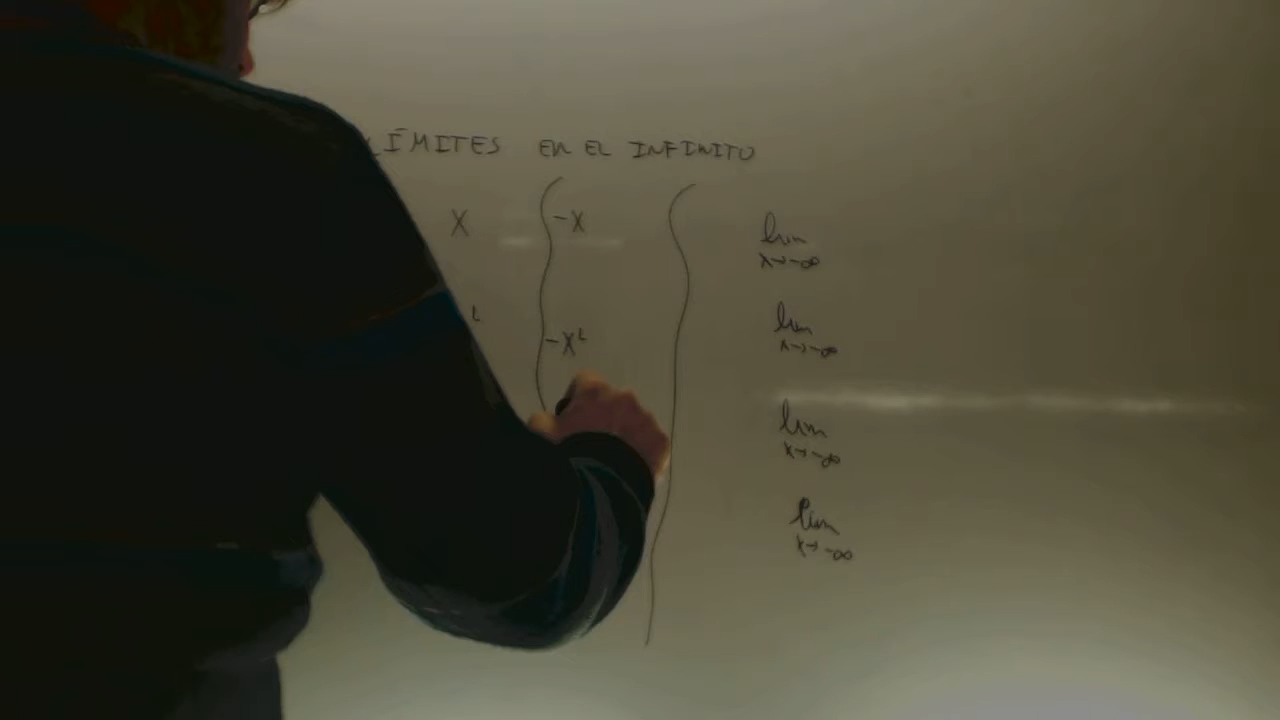 LÍMITES EN EL INFINITO
X -X lim
x→-∞
lim
x→-∞
-X²
lim
x→-∞
lim
x→-∞